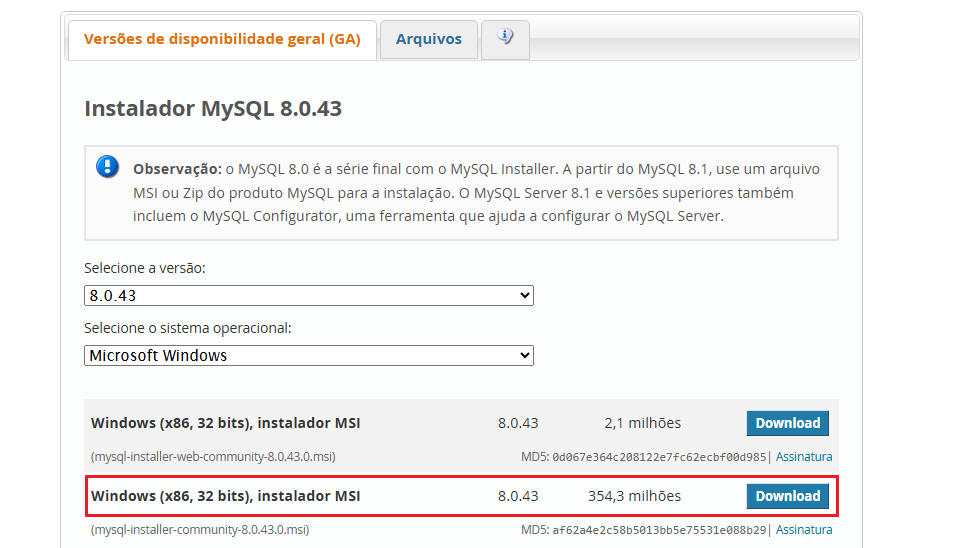 Versões de disponibilidade geral (GA)
Arquivos
Instalador MySQL 8.0.43
Observação: o MySQL 8.0 é a série final com o MySQL Installer. A partir do MySQL 8.1, use um arquivo
MSI ou Zip do produto MySQL para a instalação. O MySQL Server 8.1 e versões superiores também
incluem o MySQL Configurator, uma ferramenta que ajuda a configurar o MySQL Server.
Selecione a versão:
8.0.43
Selecione o sistema operacional:
Microsoft Windows
Windows (x86, 32 bits), instalador MSI 8.0.43 2,1 milhões Download
(mysql-installer-web-community-8.0.43.0.msi) MD5: 0d067e364c208122e7fc62ecbf00d985| Assinatura
Windows (x86, 32 bits), instalador MSI 8.0.43 354,3 milhões Download
(mysql-installer-community-8.0.43.0.msi) MD5: af62a4e2c58b5013bb5e75531e088b29| Assinatura